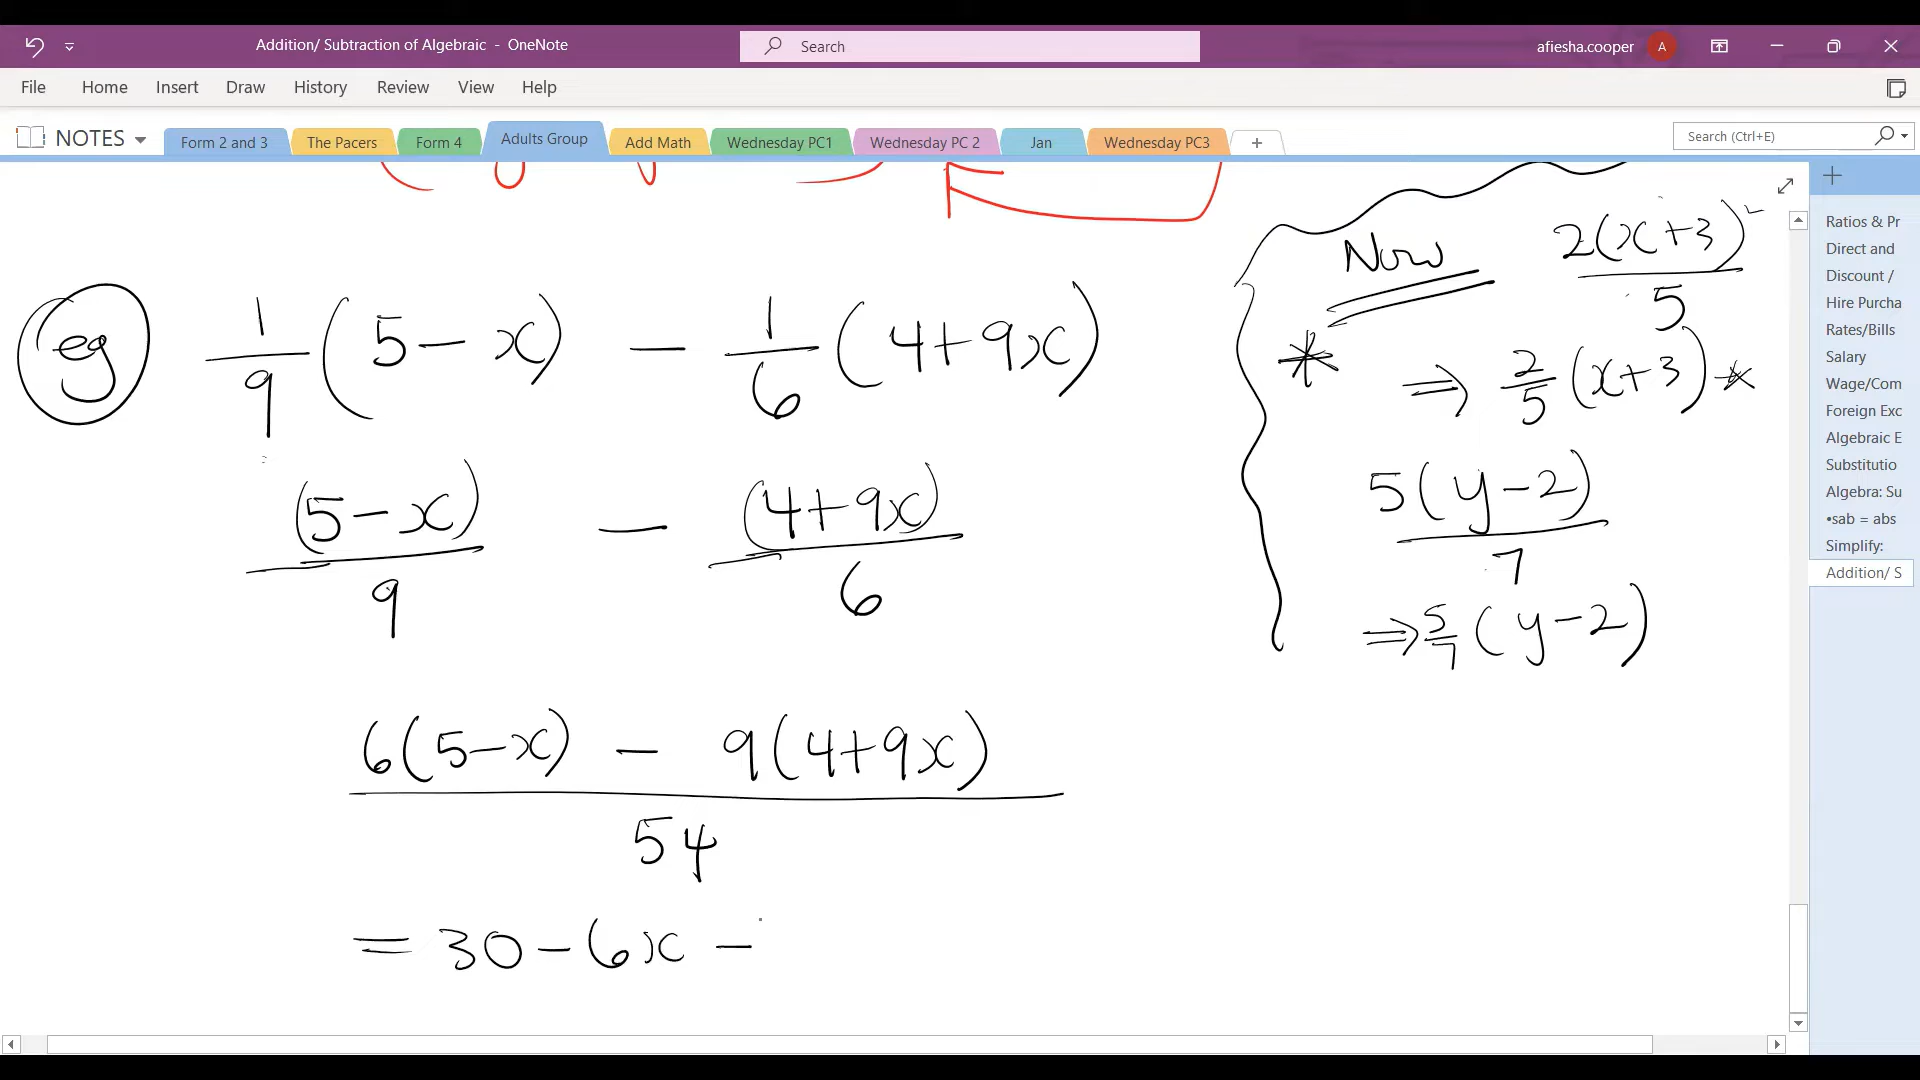 Addition/ Subtraction of Algebraic - OneNote
Search
afiesha.cooper A
File Home Insert Draw History Review View Help
NOTES
Form 2 and 3
The Pacers
Form 4
Adults Group
Add Math
Wednesday PC1
Wednesday PC 2
Jan
Wednesday PC3
+
Search (Ctrl+E)
eg 1/9 (5 - x) - 1/6 (4 + 9x)
(5 - x)/9 - (4 + 9x)/6
6(5 - x) - 9(4 + 9x)
54
= 30 - 6x -
Now 2(x + 3)/5
* ⇒ 2/5 (x + 3) *
5(y - 2)/7
⇒ 5/7 (y - 2)
Ratios & Pr
Direct and
Discount /
Hire Purcha
Rates/Bills
Salary
Wage/Com
Foreign Exc
Algebraic E
Substitutio
Algebra: Su
•sab = abs
Simplify:
Addition/ S